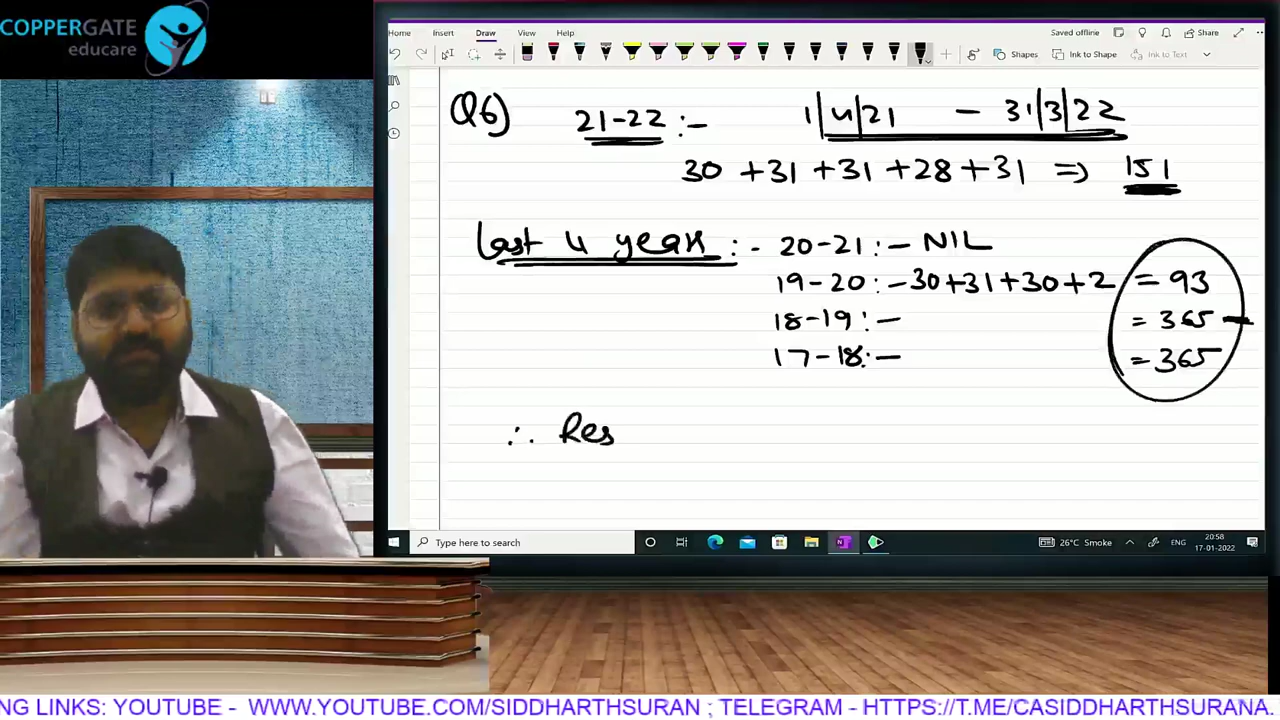 COPPERGATE
educare
Home Insert Draw View Help
Saved offline
Share
Shapes
Ink to Shape
Ink to Text
Q6) 21-22 :- 1|4|21 - 31|3|22
30 +31 +31 +28 +31 => 151
Last 4 year :- 20-21 :- NIL
19-20 :- 30+31+30+2 = 93
18-19 :- = 365
17-18 :- = 365
∴ Res
Type here to search
26°C Smoke
ENG
20:58
17-01-2022
NG LINKS: YOUTUBE - WWW.YOUTUBE.COM/SIDDHARTHSURAN ; TELEGRAM - HTTPS://T.ME/CASIDDHARTHSURANA.